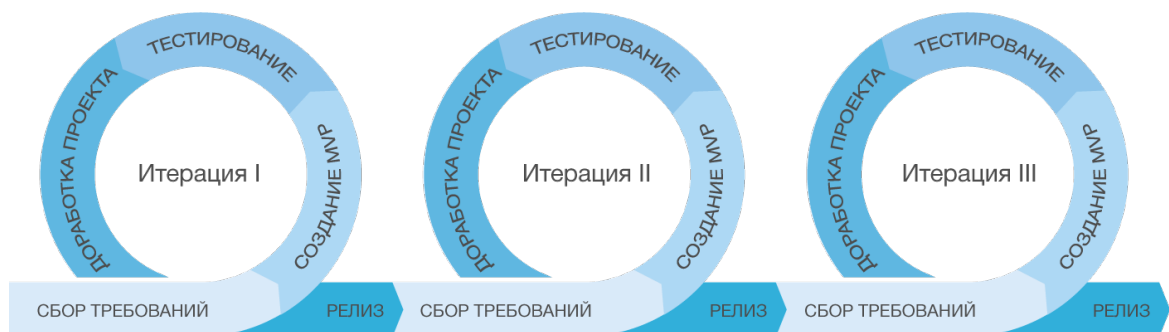 ДОРАБОТКА ПРОЕКТА
ТЕСТИРОВАНИЕ
СОЗДАНИЕ MVP
Итерация I
СБОР ТРЕБОВАНИЙ
РЕЛИЗ
ДОРАБОТКА ПРОЕКТА
ТЕСТИРОВАНИЕ
СОЗДАНИЕ MVP
Итерация II
СБОР ТРЕБОВАНИЙ
РЕЛИЗ
ДОРАБОТКА ПРОЕКТА
ТЕСТИРОВАНИЕ
СОЗДАНИЕ MVP
Итерация III
СБОР ТРЕБОВАНИЙ
РЕЛИЗ